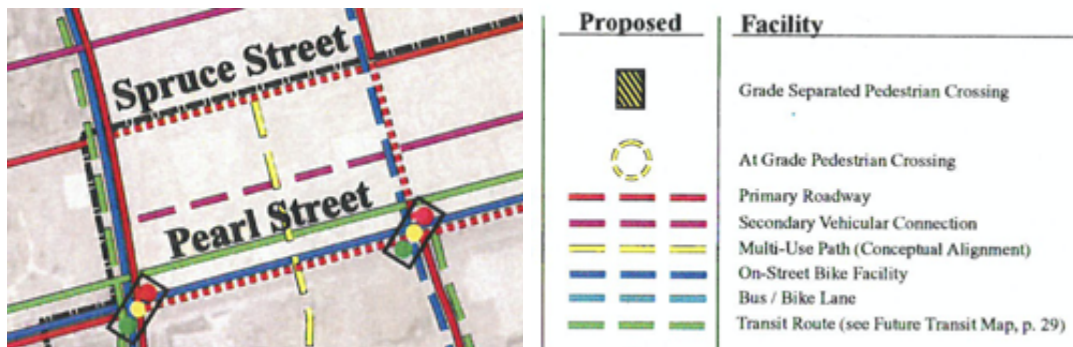 Spruce Street
Pearl Street
Proposed
Facility
Grade Separated Pedestrian Crossing
At Grade Pedestrian Crossing
Primary Roadway
Secondary Vehicular Connection
Multi-Use Path (Conceptual Alignment)
On-Street Bike Facility
Bus / Bike Lane
Transit Route (see Future Transit Map, p. 29)